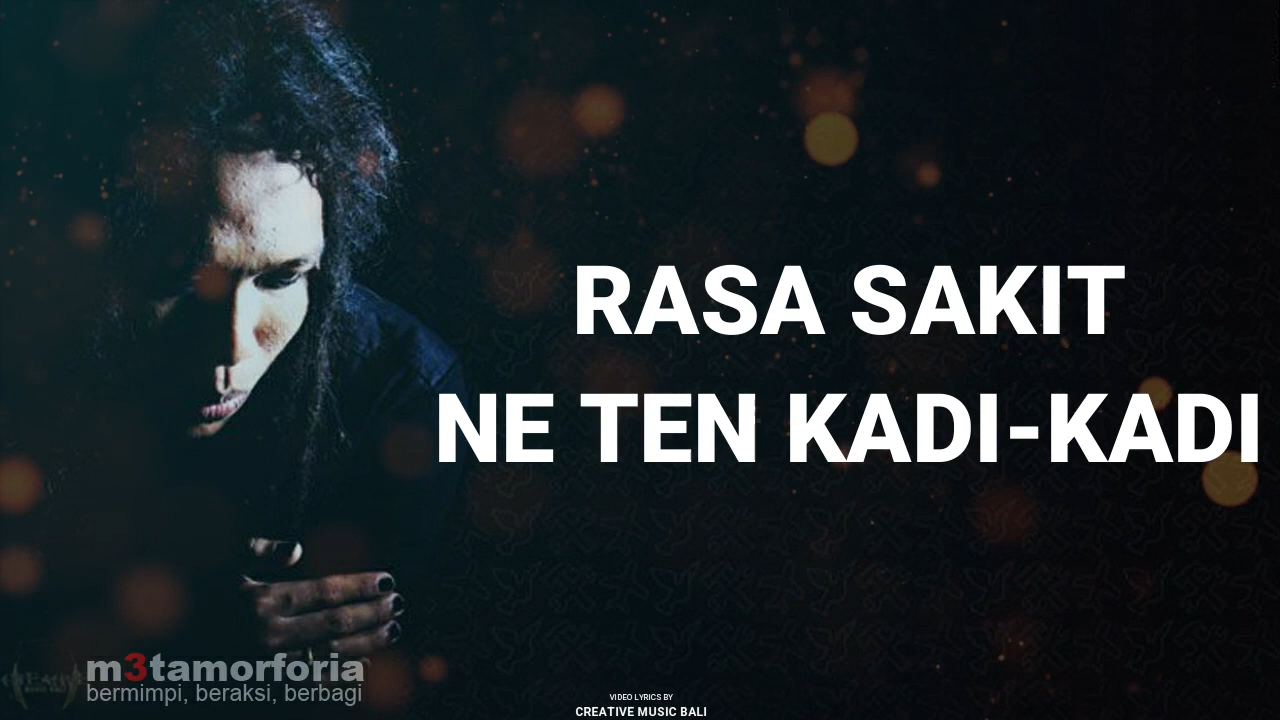 RASA SAKIT
NE TEN KADI-KADI
m3tamorforia
bermimpi, beraksi, berbagi
VIDEO LYRICS BY
CREATIVE MUSIC BALI